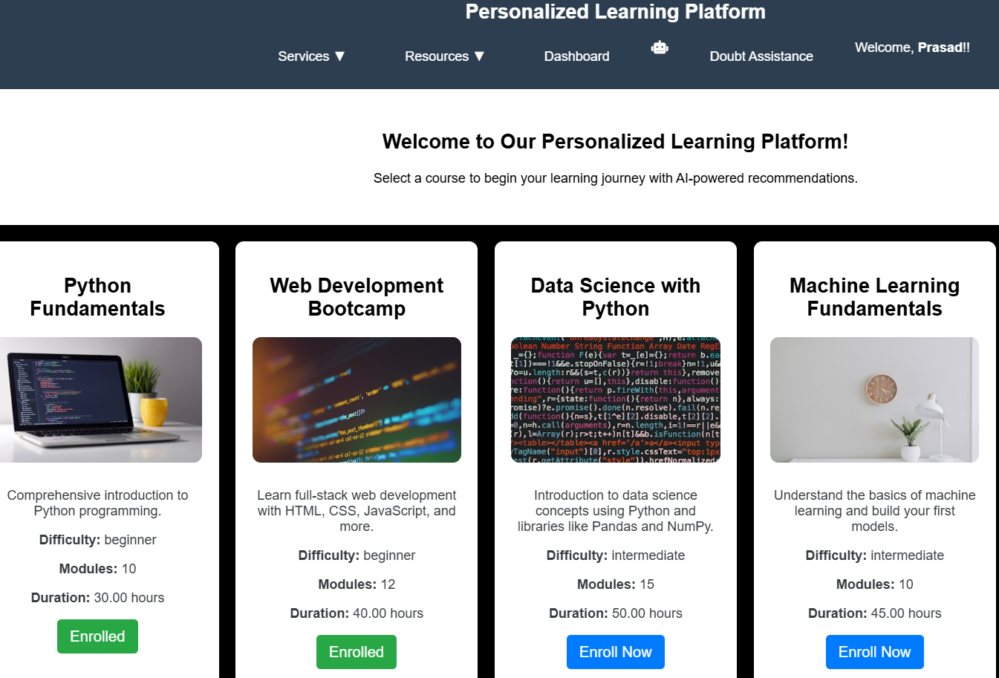 Personalized Learning Platform
Services ▼
Resources ▼
Dashboard
Doubt Assistance
Welcome, Prasad!!
Welcome to Our Personalized Learning Platform!
Select a course to begin your learning journey with AI-powered recommendations.
Python
Fundamentals
Comprehensive introduction to
Python programming.
Difficulty: beginner
Modules: 10
Duration: 30.00 hours
Enrolled
Web Development
Bootcamp
Learn full-stack web development
with HTML, CSS, JavaScript, and
more.
Difficulty: beginner
Modules: 12
Duration: 40.00 hours
Enrolled
Data Science with
Python
boolean Number String Function Array Date RegE
_={};function F(e){var t=_[e]={};return b.ea
t[1])===!1&&e.stopOnFalse){r=!1;break}n=!1,u&
?o=u.length:r&&(s=t,c(r))}return this},remove
nction(){return u=[],this},disable:function()
re:function(){return p.fireWith(this,argument
ending",r={state:function(){return n},always:
romise)?e.promise().done(n.resolve).fail(n.re
dd(function(){n=s},t[1^e][2].disable,t[2][2].
=0,n=h.call(arguments),r=n.length,i=1!==r||e&
(r),l=Array(r);r>t;t++)n[t]&&b.isFunction(n[t
/><table></table><a href='/a'>a</a><input typ
/TagName("input")[0],r.style.cssText="top:1px
est(r.getAttribute("style")),hrefNormalized:
Introduction to data science
concepts using Python and
libraries like Pandas and NumPy.
Difficulty: intermediate
Modules: 15
Duration: 50.00 hours
Enroll Now
Machine Learning
Fundamentals
Understand the basics of machine
learning and build your first
models.
Difficulty: intermediate
Modules: 10
Duration: 45.00 hours
Enroll Now